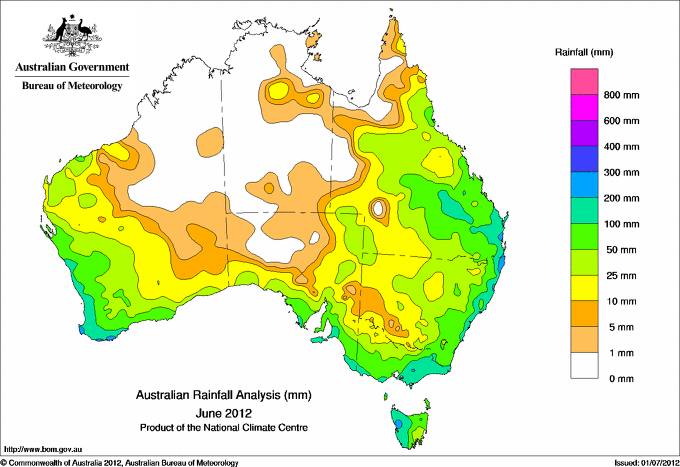 Australian Government
Bureau of Meteorology
Rainfall (mm)
800 mm
600 mm
400 mm
300 mm
200 mm
100 mm
50 mm
25 mm
10 mm
5 mm
1 mm
0 mm
Australian Rainfall Analysis (mm)
June 2012
Product of the National Climate Centre
http://www.bom.gov.au
© Commonwealth of Australia 2012, Australian Bureau of Meteorology
Issued: 01/07/2012